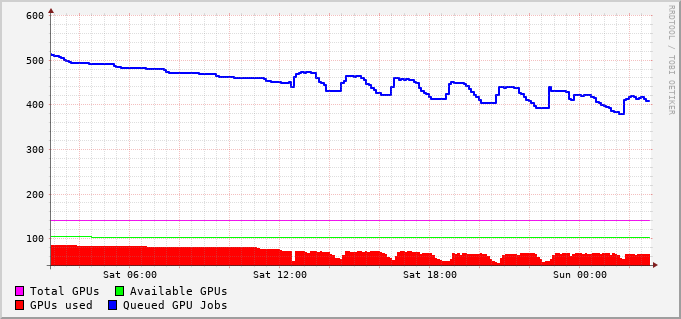 600
500
400
300
200
100
Sat 06:00 Sat 12:00 Sat 18:00 Sun 00:00
Total GPUs Available GPUs
GPUs used Queued GPU Jobs
RRDTOOL / TOBI OETIKER